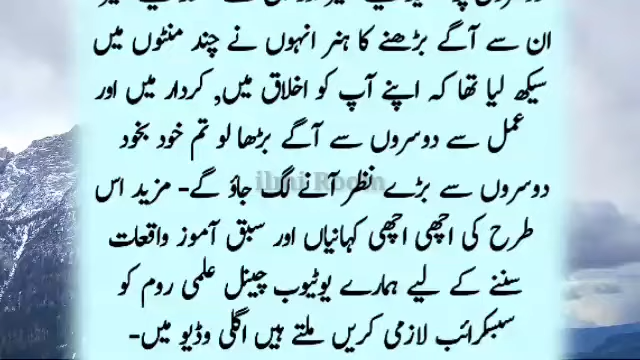 ان سے آگے بڑھنے کا ہنر انہوں نے چند منٹوں میں
سیکھ لیا تھا کہ اپنے آپ کو اخلاق میں, کردار میں اور
عمل سے دوسروں سے آگے بڑھا لو تم خود بخود
دوسروں سے بڑے نظر آنے لگ جاؤ گے- مزید اس
ilmi Room
طرح کی اچھی اچھی کہانیاں اور سبق آموز واقعات
سننے کے لیے ہمارے یوٹیوب چینل علمی روم کو
سبسکرائب لازمی کریں ملتے ہیں اگلی وڈیو میں-